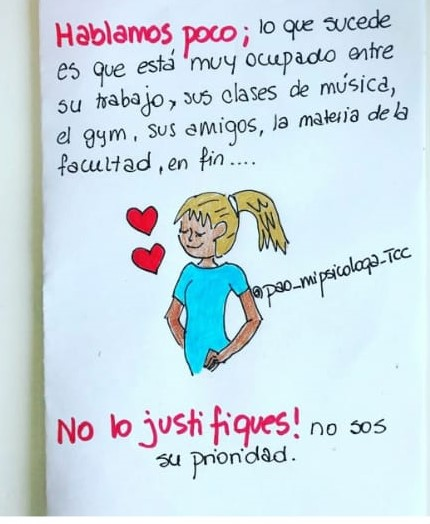 Hablamos poco; lo que sucede
es que está muy ocupado entre
su trabajo, sus clases de música,
el gym, sus amigos, la materia de la
facultad, en fin....
@pao_mipsicologa_TCC
No lo justifiques! no sos
su prioridad.